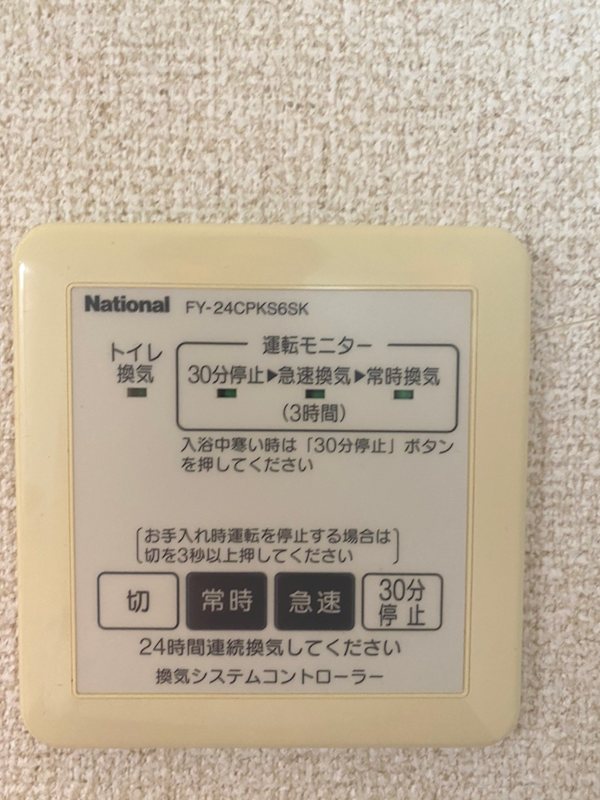 National FY-24CPKS6SK
トイレ
換気
運転モニター
30分停止▶急速換気▶常時換気
(3時間)
入浴中寒い時は「30分停止」ボタン
を押してください
お手入れ時運転を停止する場合は
切を3秒以上押してください
切 常時 急速 30分
停止
24時間連続換気してください
換気システムコントローラー